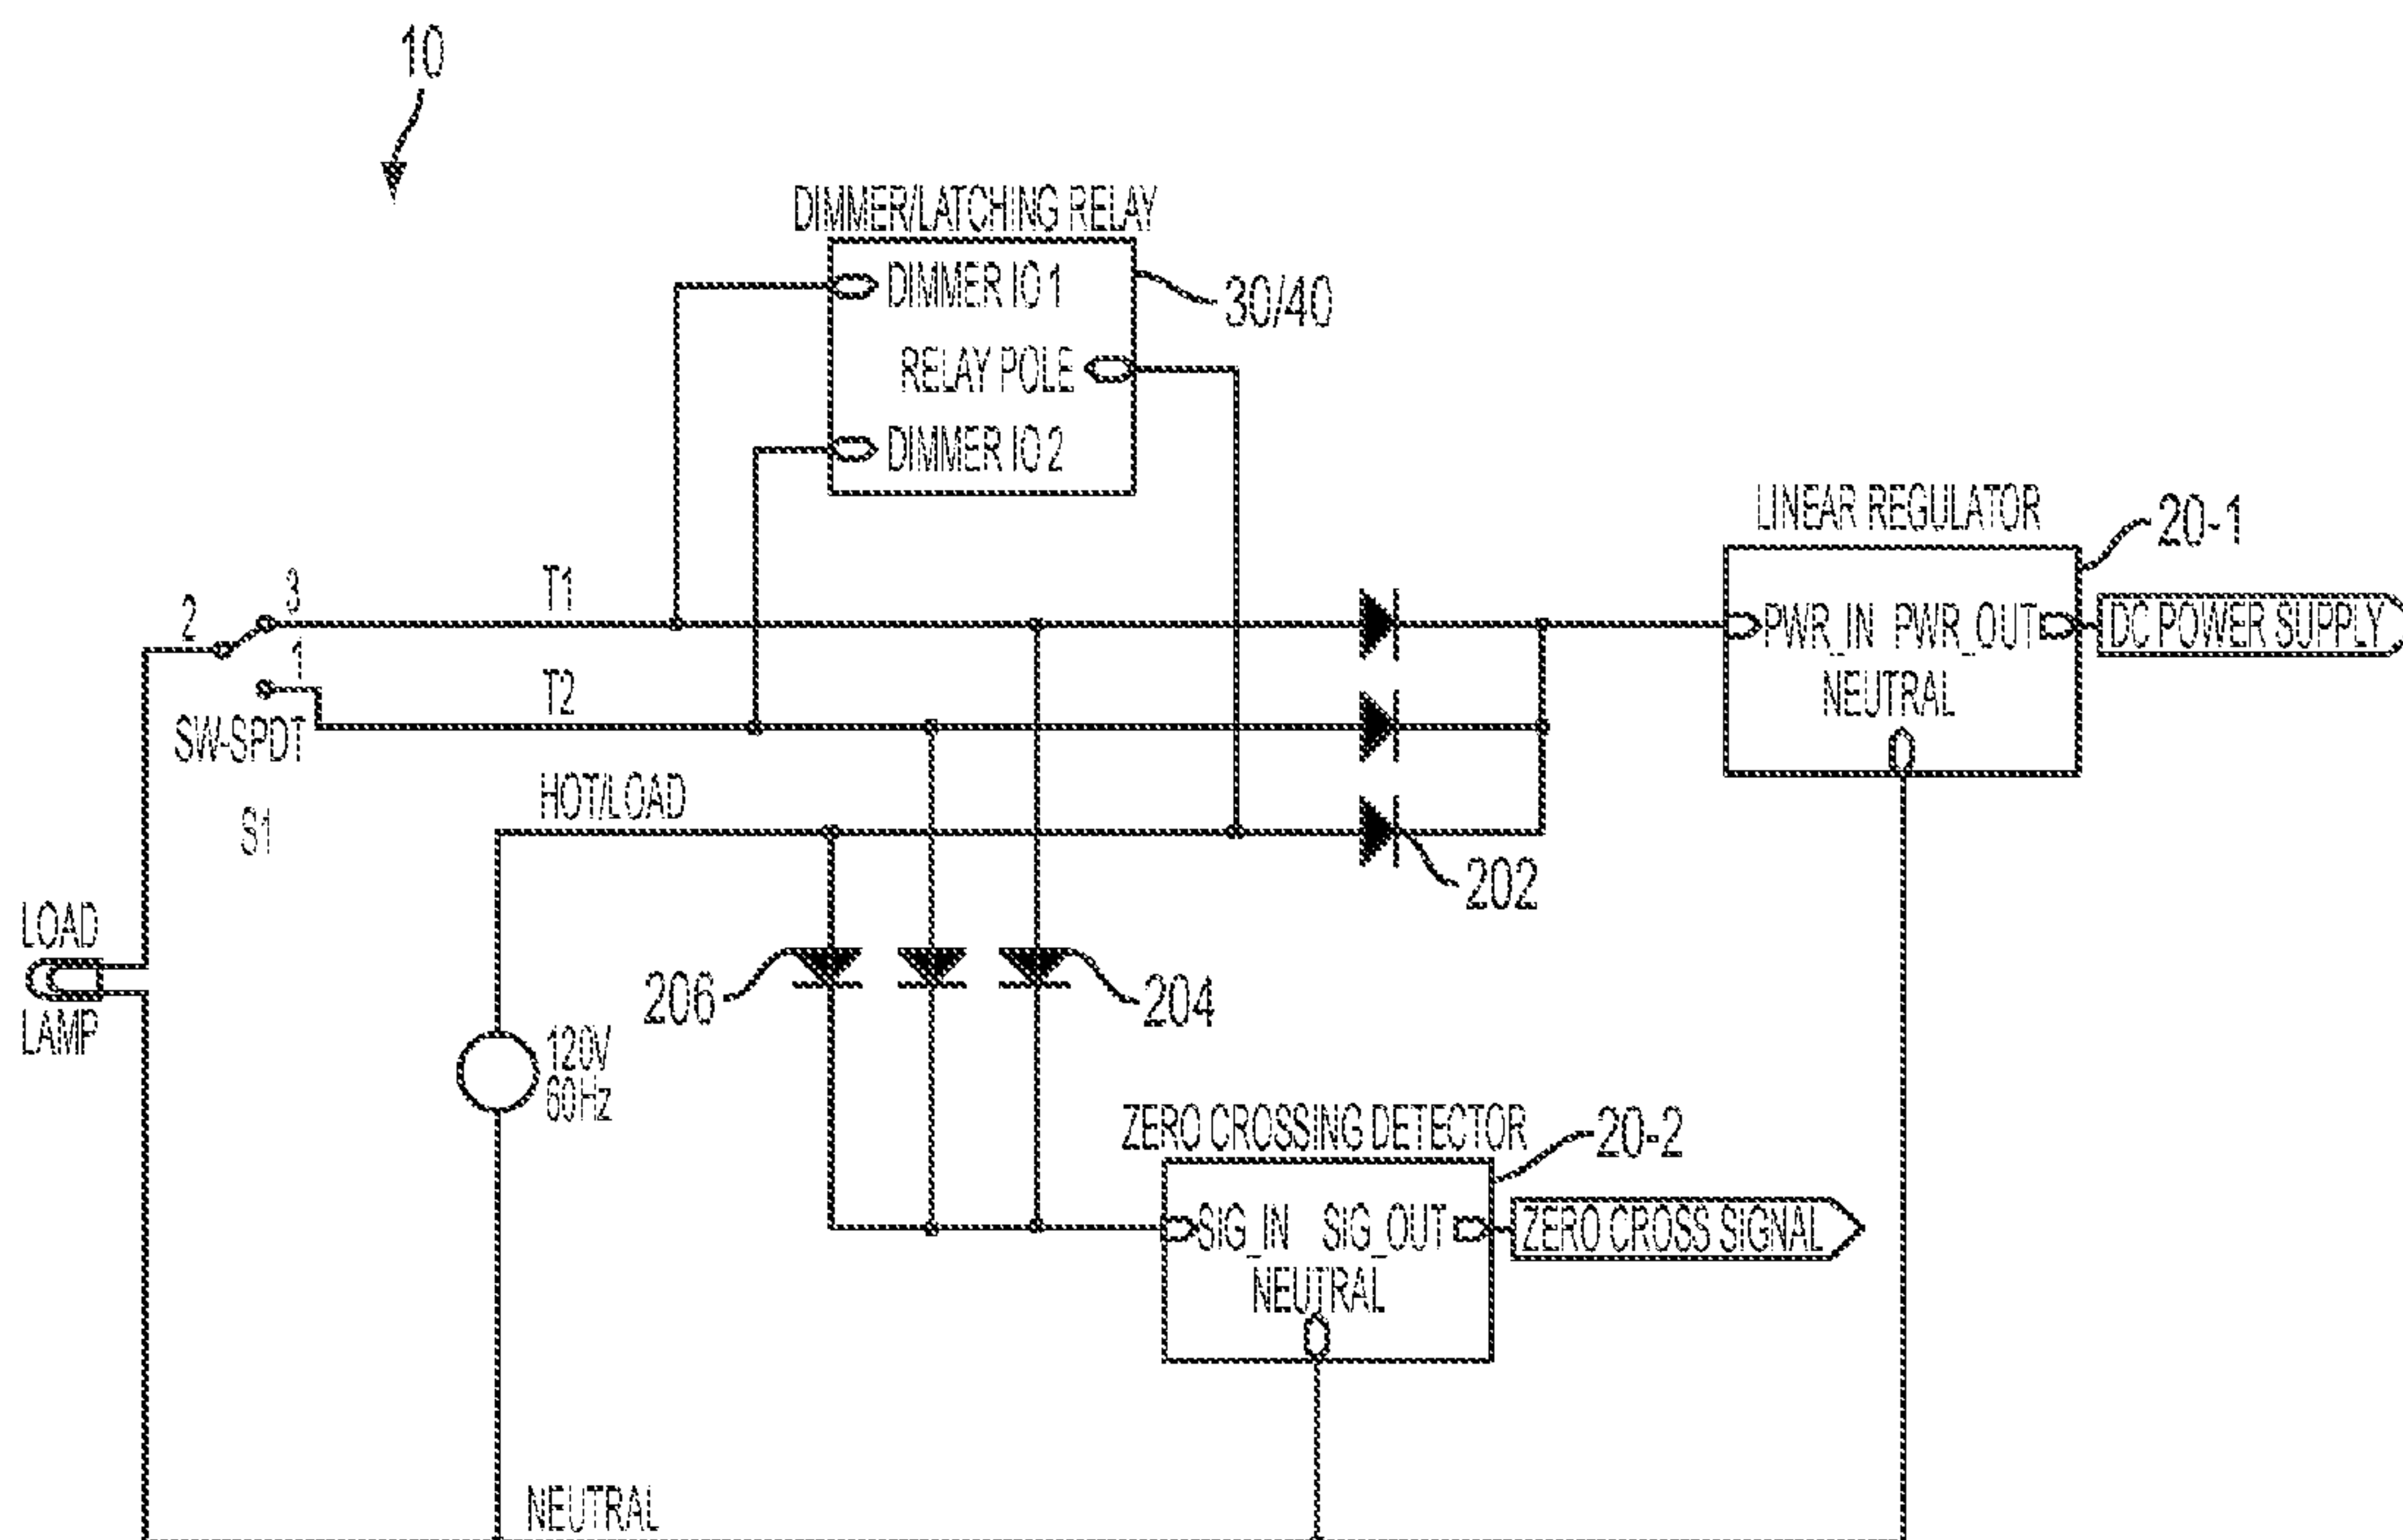 10
DIMMER/LATCHING RELAY
DIMMER IO 1
30/40
RELAY POLE
DIMMER IO 2
LINEAR REGULATOR
20-1
PWR_IN PWR_OUT
DC POWER SUPPLY
NEUTRAL
T1
2
3
1
T2
SW-SPDT
S1
HOT/LOAD
202
LOAD
LAMP
206
204
120V
60Hz
ZERO CROSSING DETECTOR
20-2
SIG_IN SIG_OUT
ZERO CROSS SIGNAL
NEUTRAL
NEUTRAL